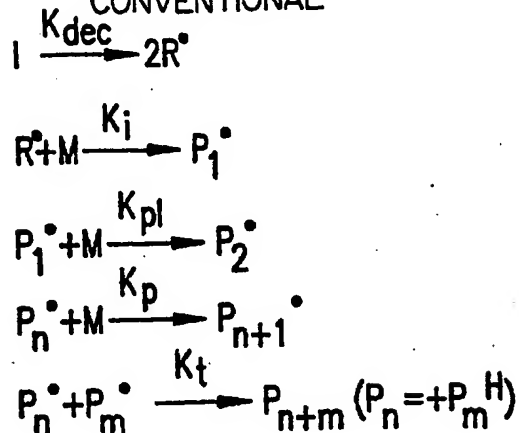 CONVENTIONAL
I —Kdec→ 2R•
R•+M —Ki→ P1•
P1•+M —Kpl→ P2•
Pn•+M —Kp→ Pn+1•
Pn•+Pm• —Kt→ Pn+m (Pn=+PmH)